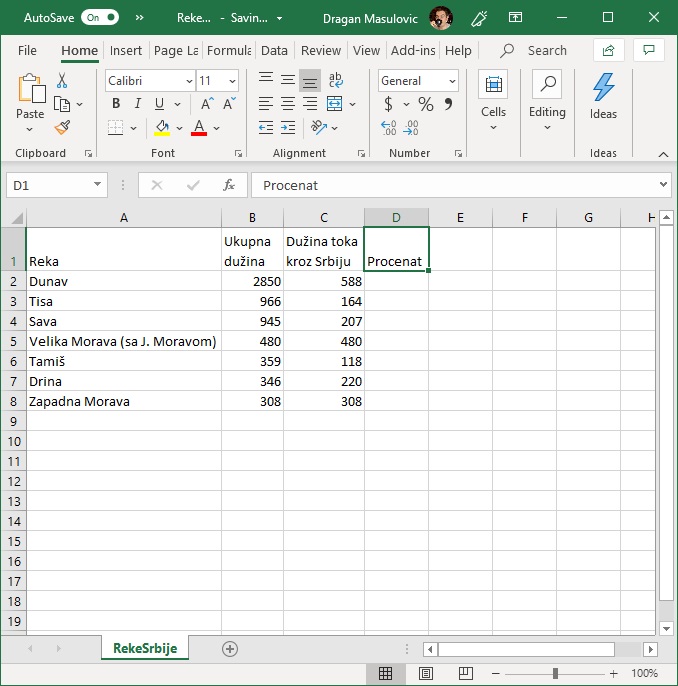 AutoSave On » Reke... - Savin... Dragan Masulovic
File Home Insert Page La Formula Data Review View Add-ins Help Search
Paste Calibri 11 General Cells Editing Ideas
B I U A A ab $ % 9
A
Clipboard Font Alignment Number Ideas
D1 fx Procenat
A B C D E F G H
1 Reka Ukupna dužina Dužina toka kroz Srbiju Procenat
2 Dunav 2850 588
3 Tisa 966 164
4 Sava 945 207
5 Velika Morava (sa J. Moravom) 480 480
6 Tamiš 359 118
7 Drina 346 220
8 Zapadna Morava 308 308
9
10
11
12
13
14
15
16
17
18
19
RekeSrbije
100%